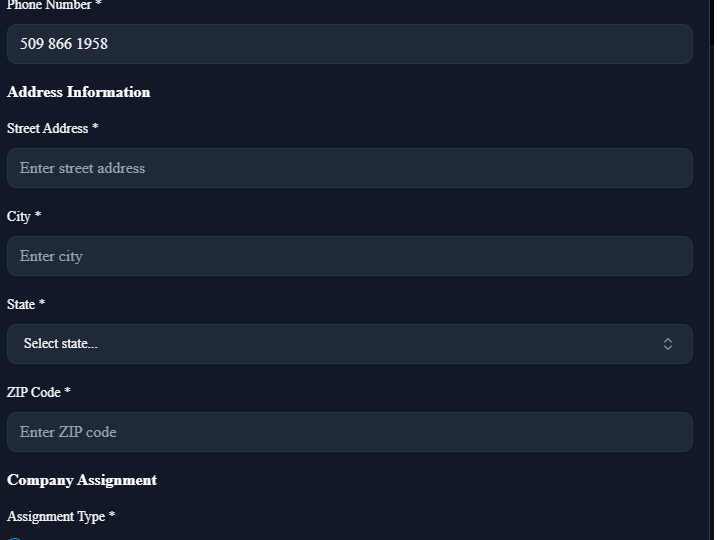 Phone Number *
509 866 1958
Address Information
Street Address *
Enter street address
City *
Enter city
State *
Select state...
ZIP Code *
Enter ZIP code
Company Assignment
Assignment Type *